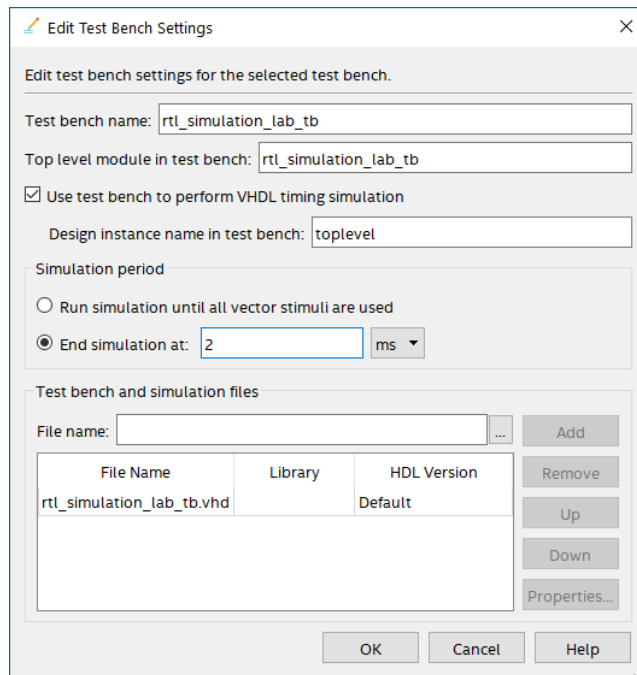 Edit Test Bench Settings
Edit test bench settings for the selected test bench.
Test bench name: rtl_simulation_lab_tb
Top level module in test bench: rtl_simulation_lab_tb
Use test bench to perform VHDL timing simulation
Design instance name in test bench: toplevel
Simulation period
Run simulation until all vector stimuli are used
End simulation at: 2 ms
Test bench and simulation files
File name: ... Add
File Name Library HDL Version Remove
rtl_simulation_lab_tb.vhd Default
Up
Down
Properties...
OK Cancel Help